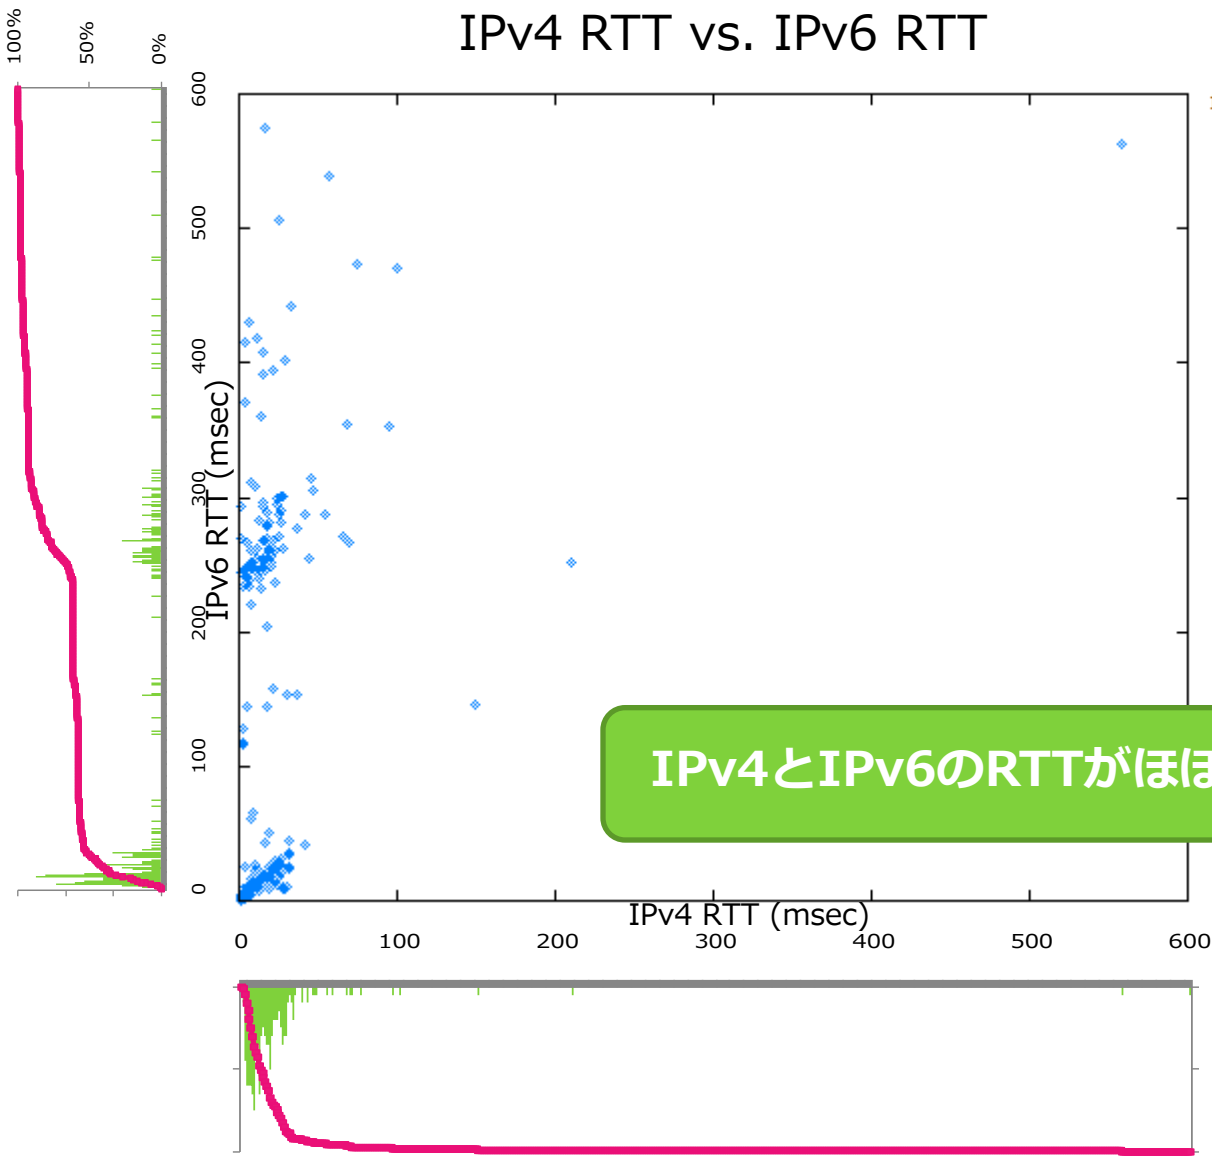 IPv4 RTT vs. IPv6 RTT
100%
50%
0%
600
500
400
300
200
100
0
IPv6 RTT (msec)
IPv4とIPv6のRTTがほぼ
IPv4 RTT (msec)
0 100 200 300 400 500 600